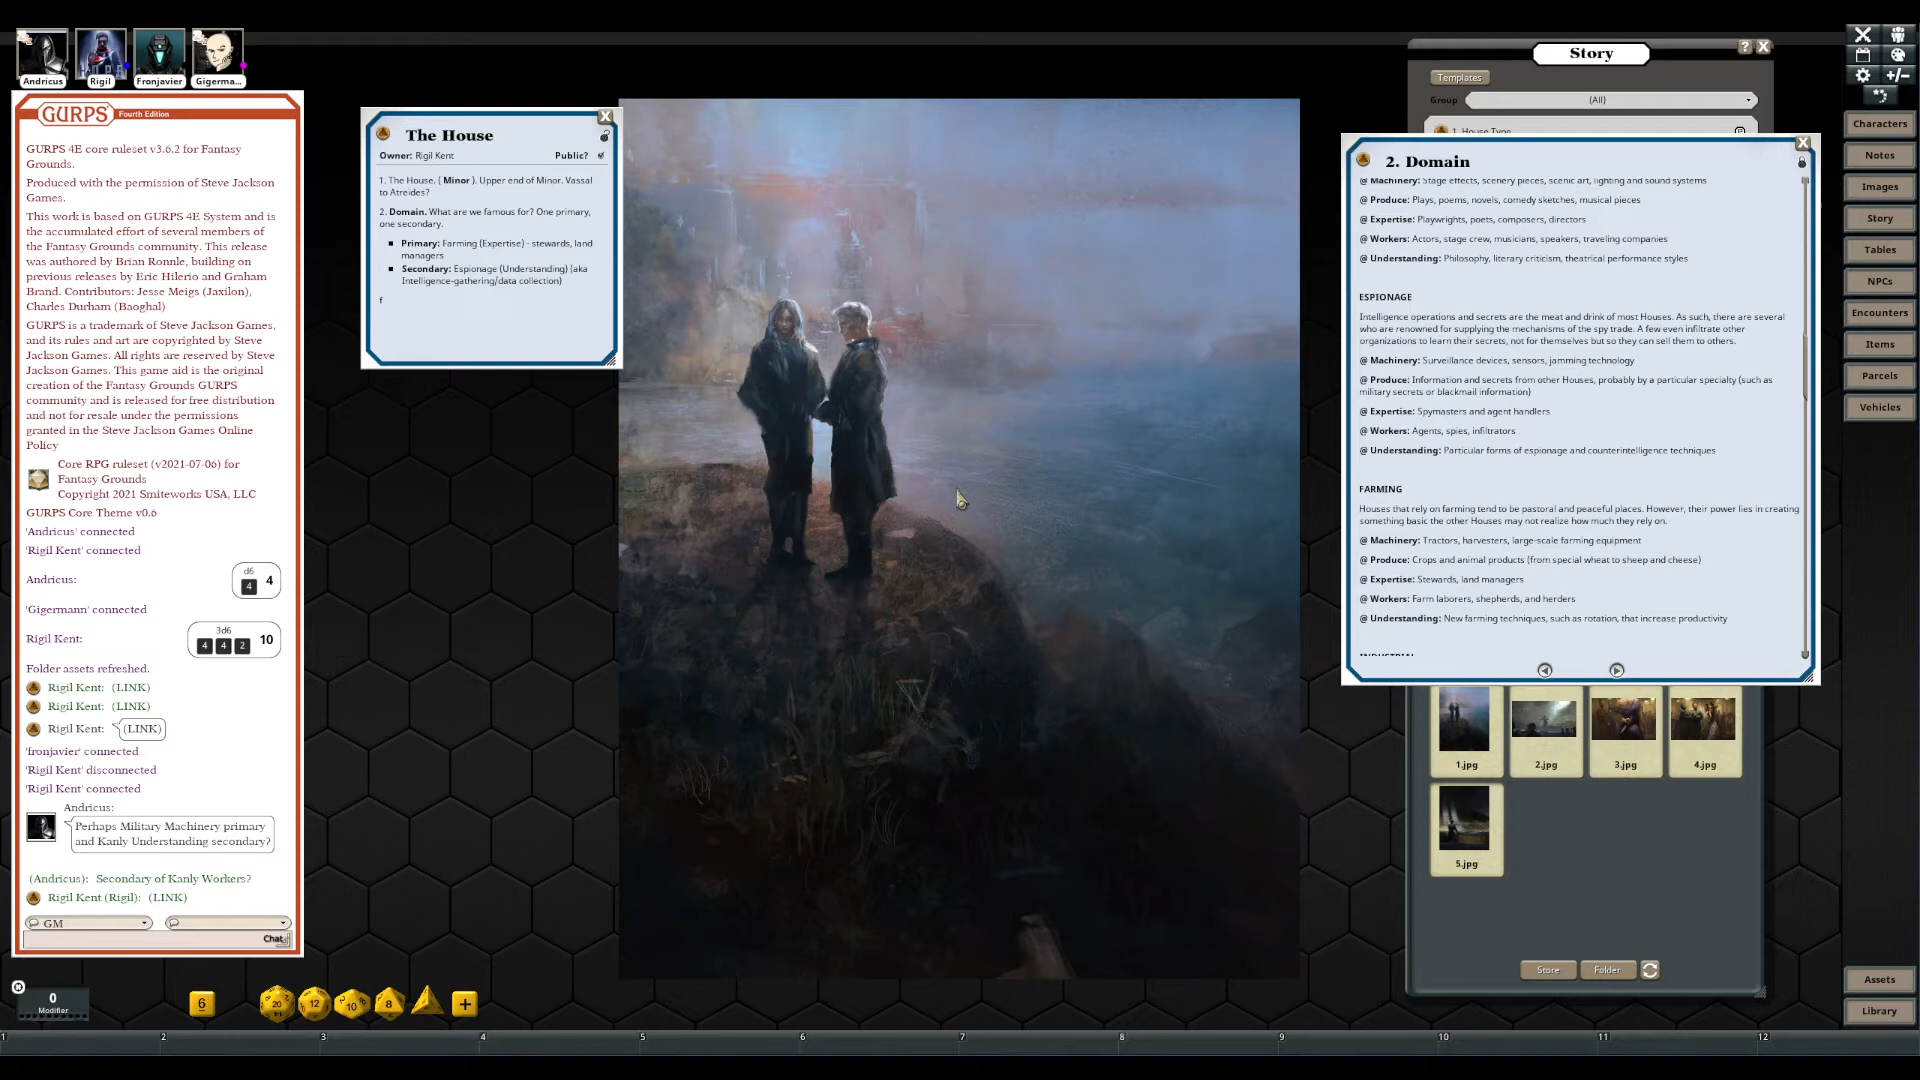 Andricus
Rigil
Fronjavier
Gigerma...
GURPS
Fourth Edition
GURPS 4E core ruleset v3.6.2 for Fantasy
Grounds.
Produced with the permission of Steve Jackson
Games.
This work is based on GURPS 4E System and is
the accumulated effort of several members of
the Fantasy Grounds community. This release
was authored by Brian Ronnle, building on
previous releases by Eric Hilerio and Graham
Brand. Contributors: Jesse Meigs (Jaxilon),
Charles Durham (Baoghal)
GURPS is a trademark of Steve Jackson Games,
and its rules and art are copyrighted by Steve
Jackson Games. All rights are reserved by Steve
Jackson Games. This game aid is the original
creation of the Fantasy Grounds GURPS
community and is released for free distribution
and not for resale under the permissions
granted in the Steve Jackson Games Online
Policy
Core RPG ruleset (v2021-07-06) for
Fantasy Grounds
Copyright 2021 Smiteworks USA, LLC
GURPS Core Theme v0.6
'Andricus' connected
'Rigil Kent' connected
d6
Andricus: 4 4
'Gigermann' connected
3d6
Rigil Kent: 4 4 2 10
Folder assets refreshed.
Rigil Kent: (LINK)
Rigil Kent: (LINK)
Rigil Kent: (LINK)
'fronjavier' connected
'Rigil Kent' disconnected
'Rigil Kent' connected
Andricus:
Perhaps Military Machinery primary
and Kanly Understanding secondary?
(Andricus): Secondary of Kanly Workers?
Rigil Kent (Rigil): (LINK)
GM
Chat
0
Modifier
6
20
12
10
8
+
The House
X
Owner: Rigil Kent
Public?
1. The House. ( Minor ). Upper end of Minor. Vassal
to Atreides?
2. Domain. What are we famous for? One primary,
one secondary.
Primary: Farming (Expertise) - stewards, land
managers
Secondary: Espionage (Understanding) (aka
Intelligence-gathering/data collection)
f
Story
? X
Templates
Group
(All)
1. House Type
2. Domain
X
@ Machinery: Stage effects, scenery pieces, scenic art, lighting and sound systems
@ Produce: Plays, poems, novels, comedy sketches, musical pieces
@ Expertise: Playwrights, poets, composers, directors
@ Workers: Actors, stage crew, musicians, speakers, traveling companies
@ Understanding: Philosophy, literary criticism, theatrical performance styles
ESPIONAGE
Intelligence operations and secrets are the meat and drink of most Houses. As such, there are several
who are renowned for supplying the mechanisms of the spy trade. A few even infiltrate other
organizations to learn their secrets, not for themselves but so they can sell them to others.
@ Machinery: Surveillance devices, sensors, jamming technology
@ Produce: Information and secrets from other Houses, probably by a particular specialty (such as
military secrets or blackmail information)
@ Expertise: Spymasters and agent handlers
@ Workers: Agents, spies, infiltrators
@ Understanding: Particular forms of espionage and counterintelligence techniques
FARMING
Houses that rely on farming tend to be pastoral and peaceful places. However, their power lies in creating
something basic the other Houses may not realize how much they rely on.
@ Machinery: Tractors, harvesters, large-scale farming equipment
@ Produce: Crops and animal products (from special wheat to sheep and cheese)
@ Expertise: Stewards, land managers
@ Workers: Farm laborers, shepherds, and herders
@ Understanding: New farming techniques, such as rotation, that increase productivity
INDUSTRIAL
1.jpg
2.jpg
3.jpg
4.jpg
5.jpg
Store
Folder
+/-
Characters
Notes
Images
Story
Tables
NPCs
Encounters
Items
Parcels
Vehicles
Assets
Library
1 2 3 4 5 6 7 8 9 10 11 12